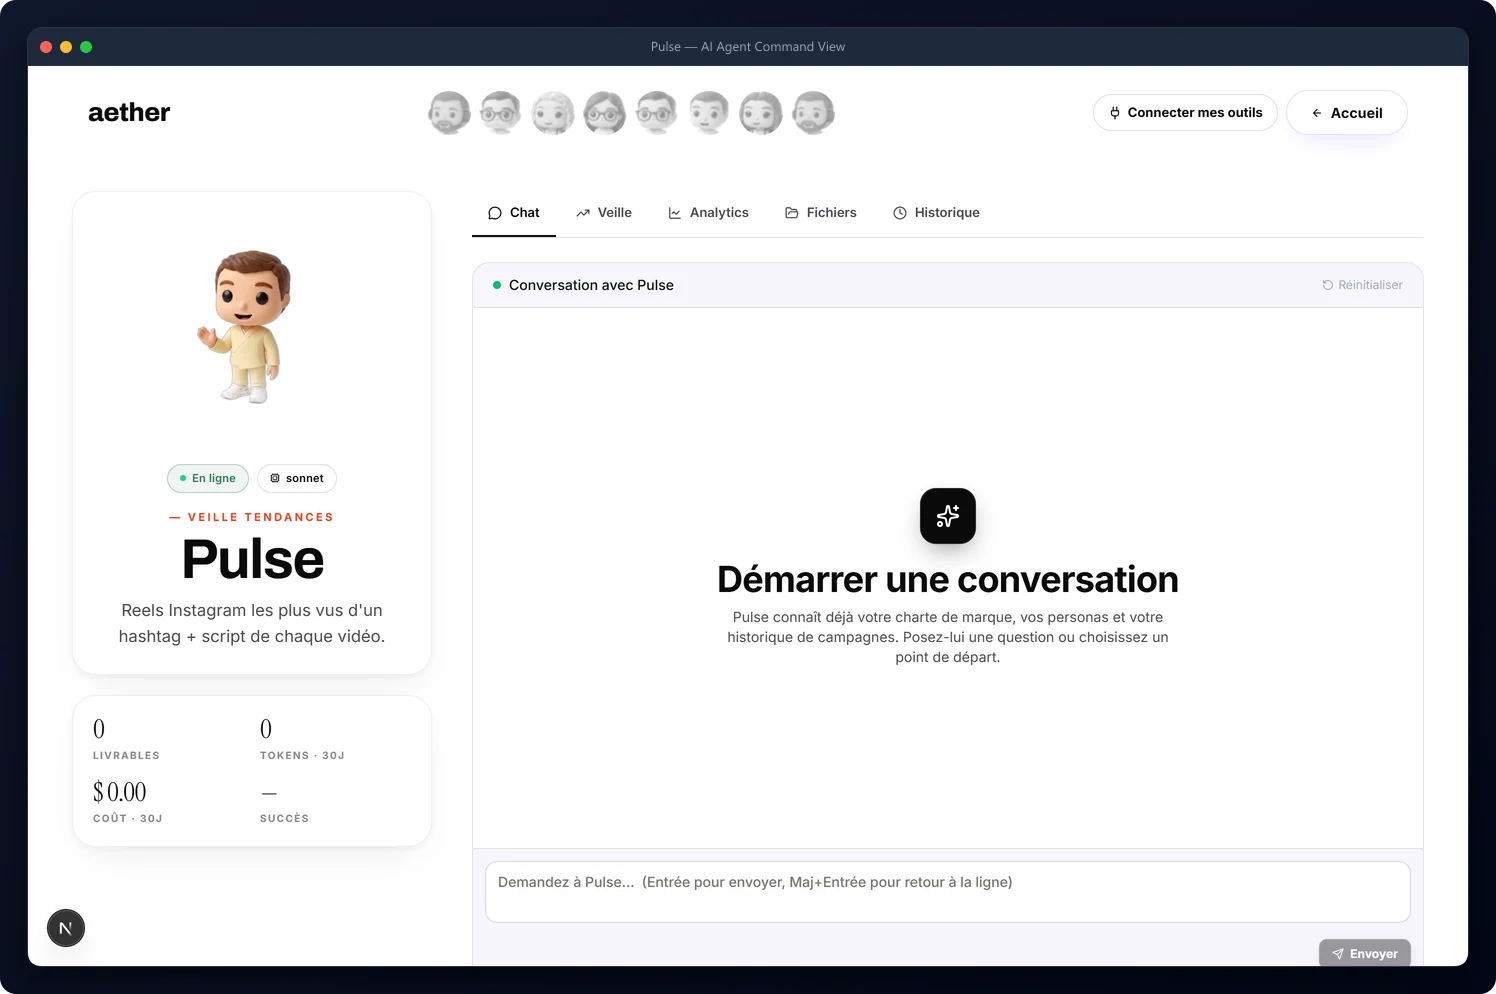 Pulse — AI Agent Command View
aether
Connecter mes outils
← Accueil
Chat
Veille
Analytics
Fichiers
Historique
En ligne
sonnet
— VEILLE TENDANCES
Pulse
Reels Instagram les plus vus d'un
hashtag + script de chaque vidéo.
0
LIVRABLES
0
TOKENS · 30J
$0.00
COÛT · 30J
—
SUCCÈS
N
Conversation avec Pulse
Réinitialiser
Démarrer une conversation
Pulse connaît déjà votre charte de marque, vos personas et votre
historique de campagnes. Posez-lui une question ou choisissez un
point de départ.
Demandez à Pulse... (Entrée pour envoyer, Maj+Entrée pour retour à la ligne)
Envoyer